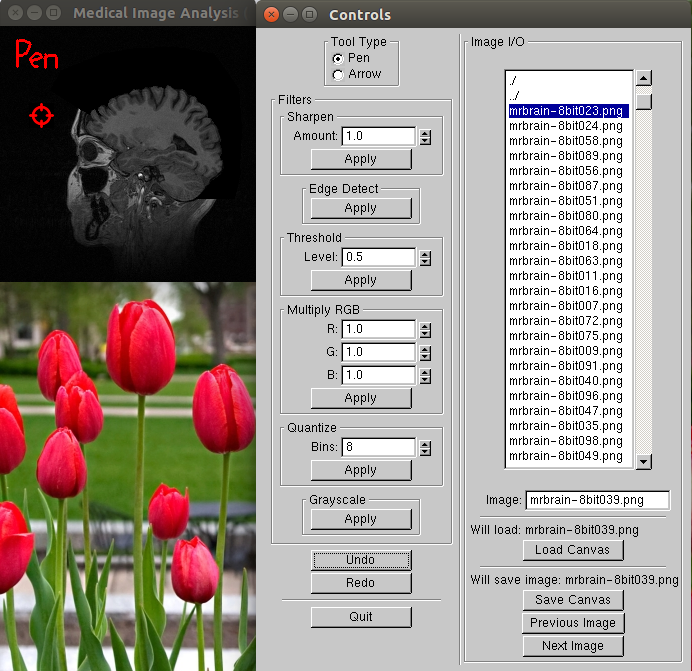 Medical Image Analysis (
Controls
Pen
Tool Type
Pen
Arrow
Filters
Sharpen
Amount: 1.0
Apply
Edge Detect
Apply
Threshold
Level: 0.5
Apply
Multiply RGB
R: 1.0
G: 1.0
B: 1.0
Apply
Quantize
Bins: 8
Apply
Grayscale
Apply
Undo
Redo
Quit
Image I/O
./
../
mrbrain-8bit023.png
mrbrain-8bit024.png
mrbrain-8bit058.png
mrbrain-8bit089.png
mrbrain-8bit056.png
mrbrain-8bit087.png
mrbrain-8bit051.png
mrbrain-8bit080.png
mrbrain-8bit064.png
mrbrain-8bit018.png
mrbrain-8bit063.png
mrbrain-8bit011.png
mrbrain-8bit016.png
mrbrain-8bit007.png
mrbrain-8bit072.png
mrbrain-8bit075.png
mrbrain-8bit009.png
mrbrain-8bit091.png
mrbrain-8bit040.png
mrbrain-8bit096.png
mrbrain-8bit047.png
mrbrain-8bit035.png
mrbrain-8bit098.png
mrbrain-8bit049.png
Image: mrbrain-8bit039.png
Will load: mrbrain-8bit039.png
Load Canvas
Will save image: mrbrain-8bit039.png
Save Canvas
Previous Image
Next Image